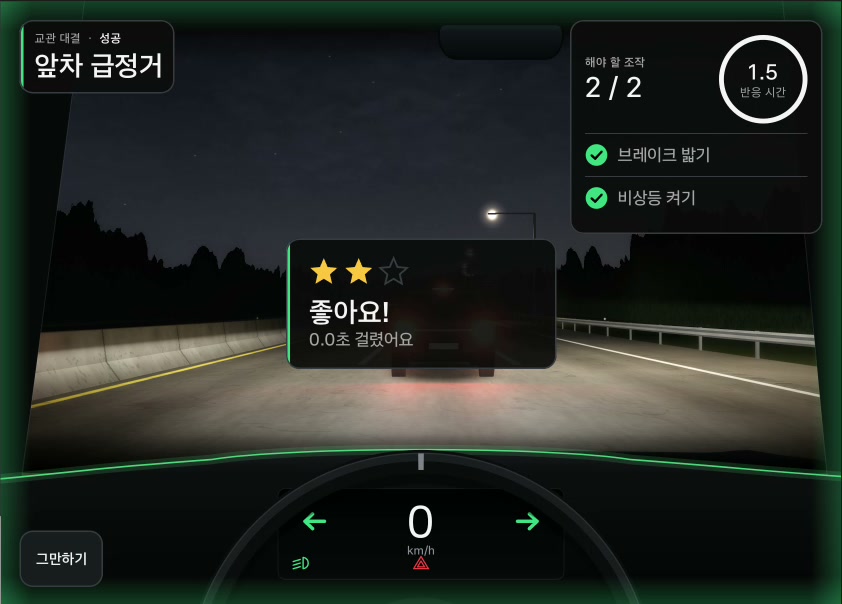 교관 대결 · 성공
앞차 급정거
해야 할 조작
2 / 2
1.5
반응 시간
브레이크 밟기
비상등 켜기
좋아요!
0.0초 걸렸어요
0
km/h
그만하기